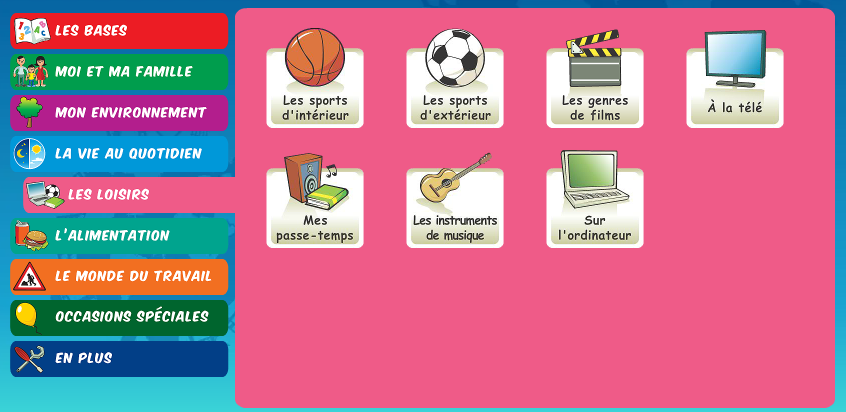 LES BASES
MOI ET MA FAMILLE
MON ENVIRONNEMENT
LA VIE AU QUOTIDIEN
LES LOISIRS
L'ALIMENTATION
LE MONDE DU TRAVAIL
OCCASIONS SPÉCIALES
EN PLUS
Les sports
d'intérieur
Les sports
d'extérieur
Les genres
de films
À la télé
Mes
passe-temps
Les instruments
de musique
Sur
l'ordinateur